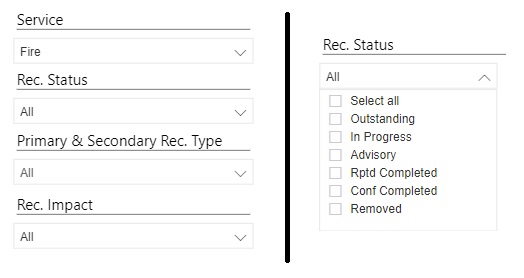 Service
Fire
Rec. Status
All
Primary & Secondary Rec. Type
All
Rec. Impact
All
Rec. Status
All
Select all
Outstanding
In Progress
Advisory
Rptd Completed
Conf Completed
Removed